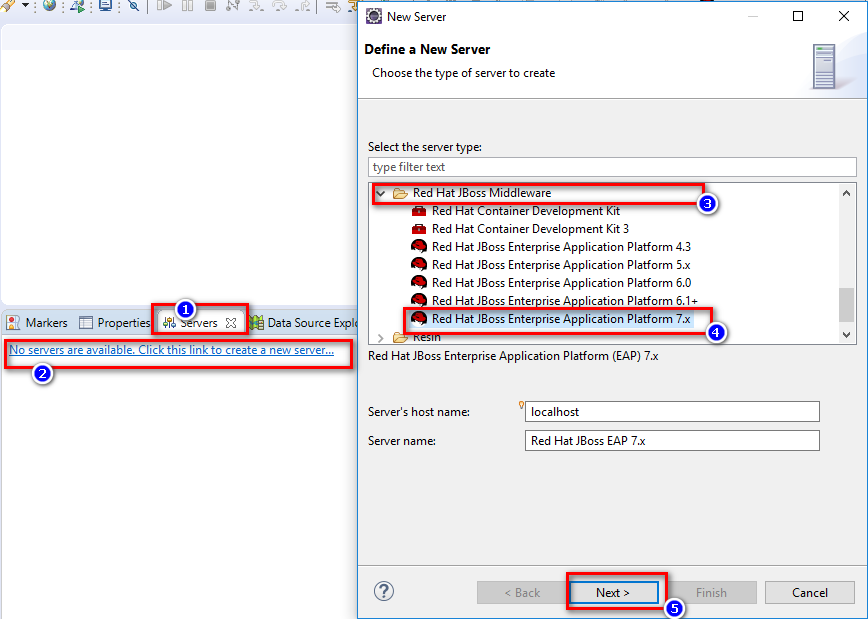 New Server
Define a New Server
Choose the type of server to create
Select the server type:
type filter text
Red Hat JBoss Middleware
3
Red Hat Container Development Kit
Red Hat Container Development Kit 3
Red Hat JBoss Enterprise Application Platform 4.3
Red Hat JBoss Enterprise Application Platform 5.x
Red Hat JBoss Enterprise Application Platform 6.0
Red Hat JBoss Enterprise Application Platform 6.1+
Red Hat JBoss Enterprise Application Platform 7.x
4
Resin
Red Hat JBoss Enterprise Application Platform (EAP) 7.x
Server's host name:
localhost
Server name:
Red Hat JBoss EAP 7.x
? < Back Next > Finish Cancel
5
1
Markers Properties Servers Data Source Explo
No servers are available. Click this link to create a new server...
2